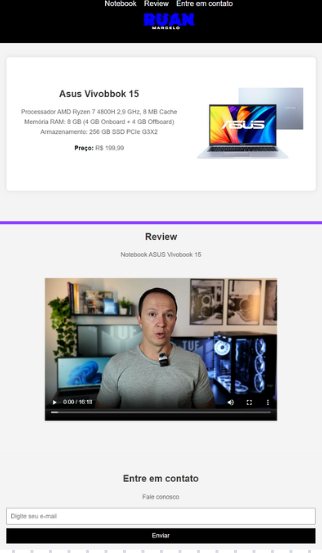 Notebook Review Entre em contato
RUAN
MARCELO
Asus Vivobbok 15
Processador AMD Ryzen 7 4800H 2,9 GHz, 8 MB Cache
Memória RAM: 8 GB (4 GB Onboard + 4 GB Offboard)
Armazenamento: 256 GB SSD PCIe G3X2
Preço: R$ 199,99
ASUS
Review
Notebook ASUS Vivobook 15
TUF
0:00 / 16:13
Entre em contato
Fale conosco
Digite seu e-mail
Enviar